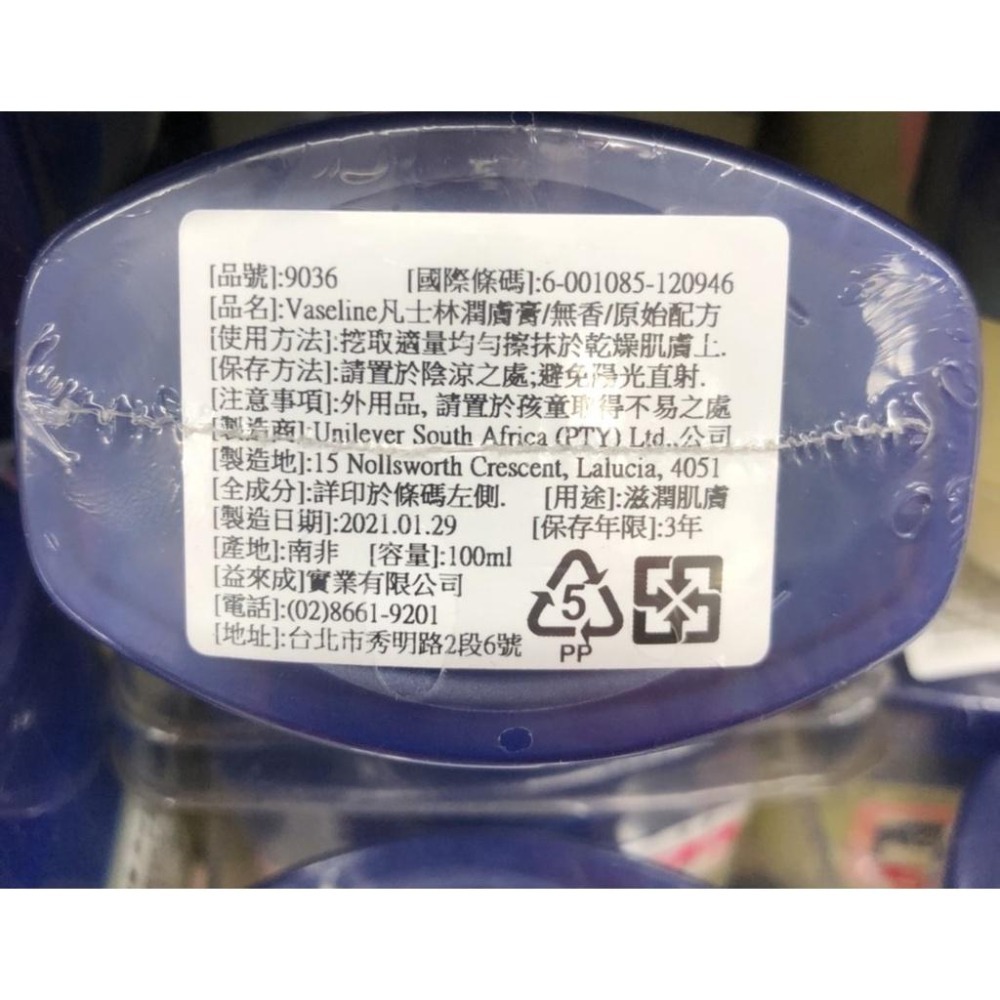 [品號]:9036 [國際條碼]:6-001085-120946
[品名]:Vaseline凡士林潤膚膏/無香/原始配方
[使用方法]:挖取適量均勻擦抹於乾燥肌膚上.
[保存方法]:請置於陰涼之處;避免陽光直射.
[注意事項]:外用品, 請置於孩童取得不易之處
[製造商]:Unilever South Africa (PTY) Ltd.,公司
[製造地]:15 Nollsworth Crescent, Lalucia, 4051
[全成分]:詳印於條碼左側. [用途]:滋潤肌膚
[製造日期]:2021.01.29 [保存年限]:3年
[產地]:南非 [容量]:100ml
[益來成]實業有限公司
[電話]:(02)8661-9201
[地址]:台北市秀明路2段6號
5
PP